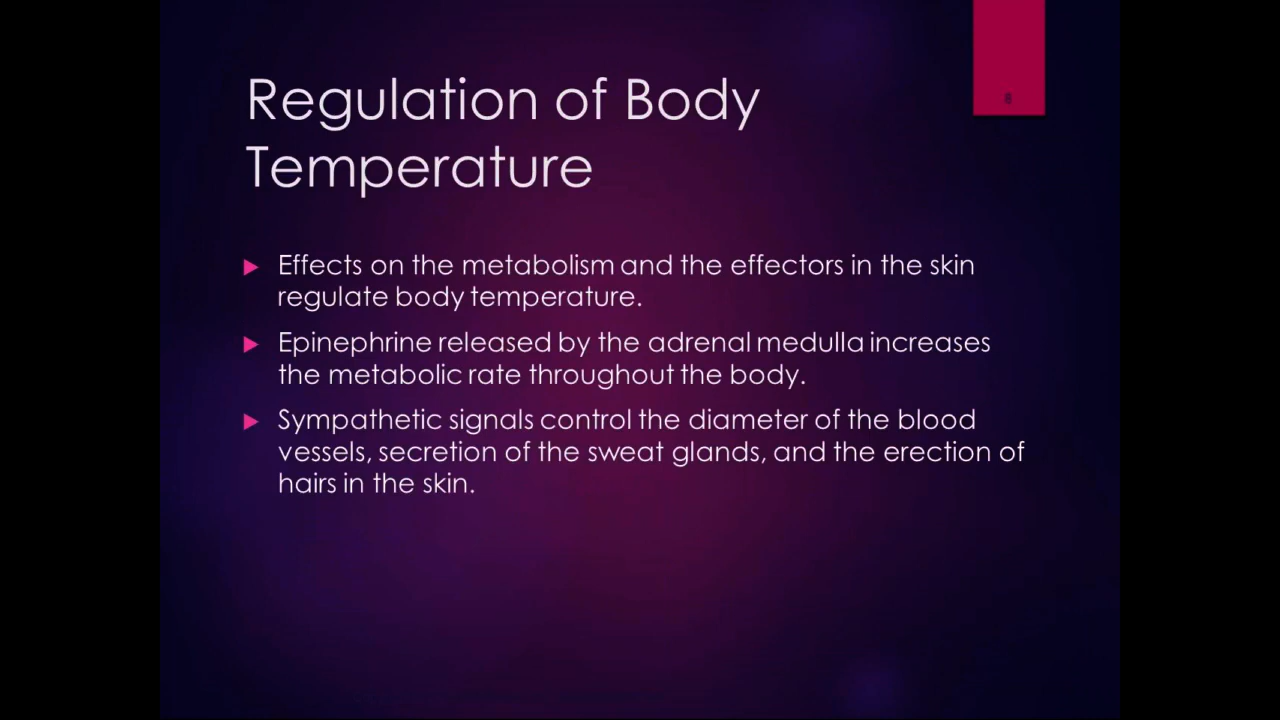 8
Regulation of Body
Temperature
Effects on the metabolism and the effectors in the skin
regulate body temperature.
Epinephrine released by the adrenal medulla increases
the metabolic rate throughout the body.
Sympathetic signals control the diameter of the blood
vessels, secretion of the sweat glands, and the erection of
hairs in the skin.